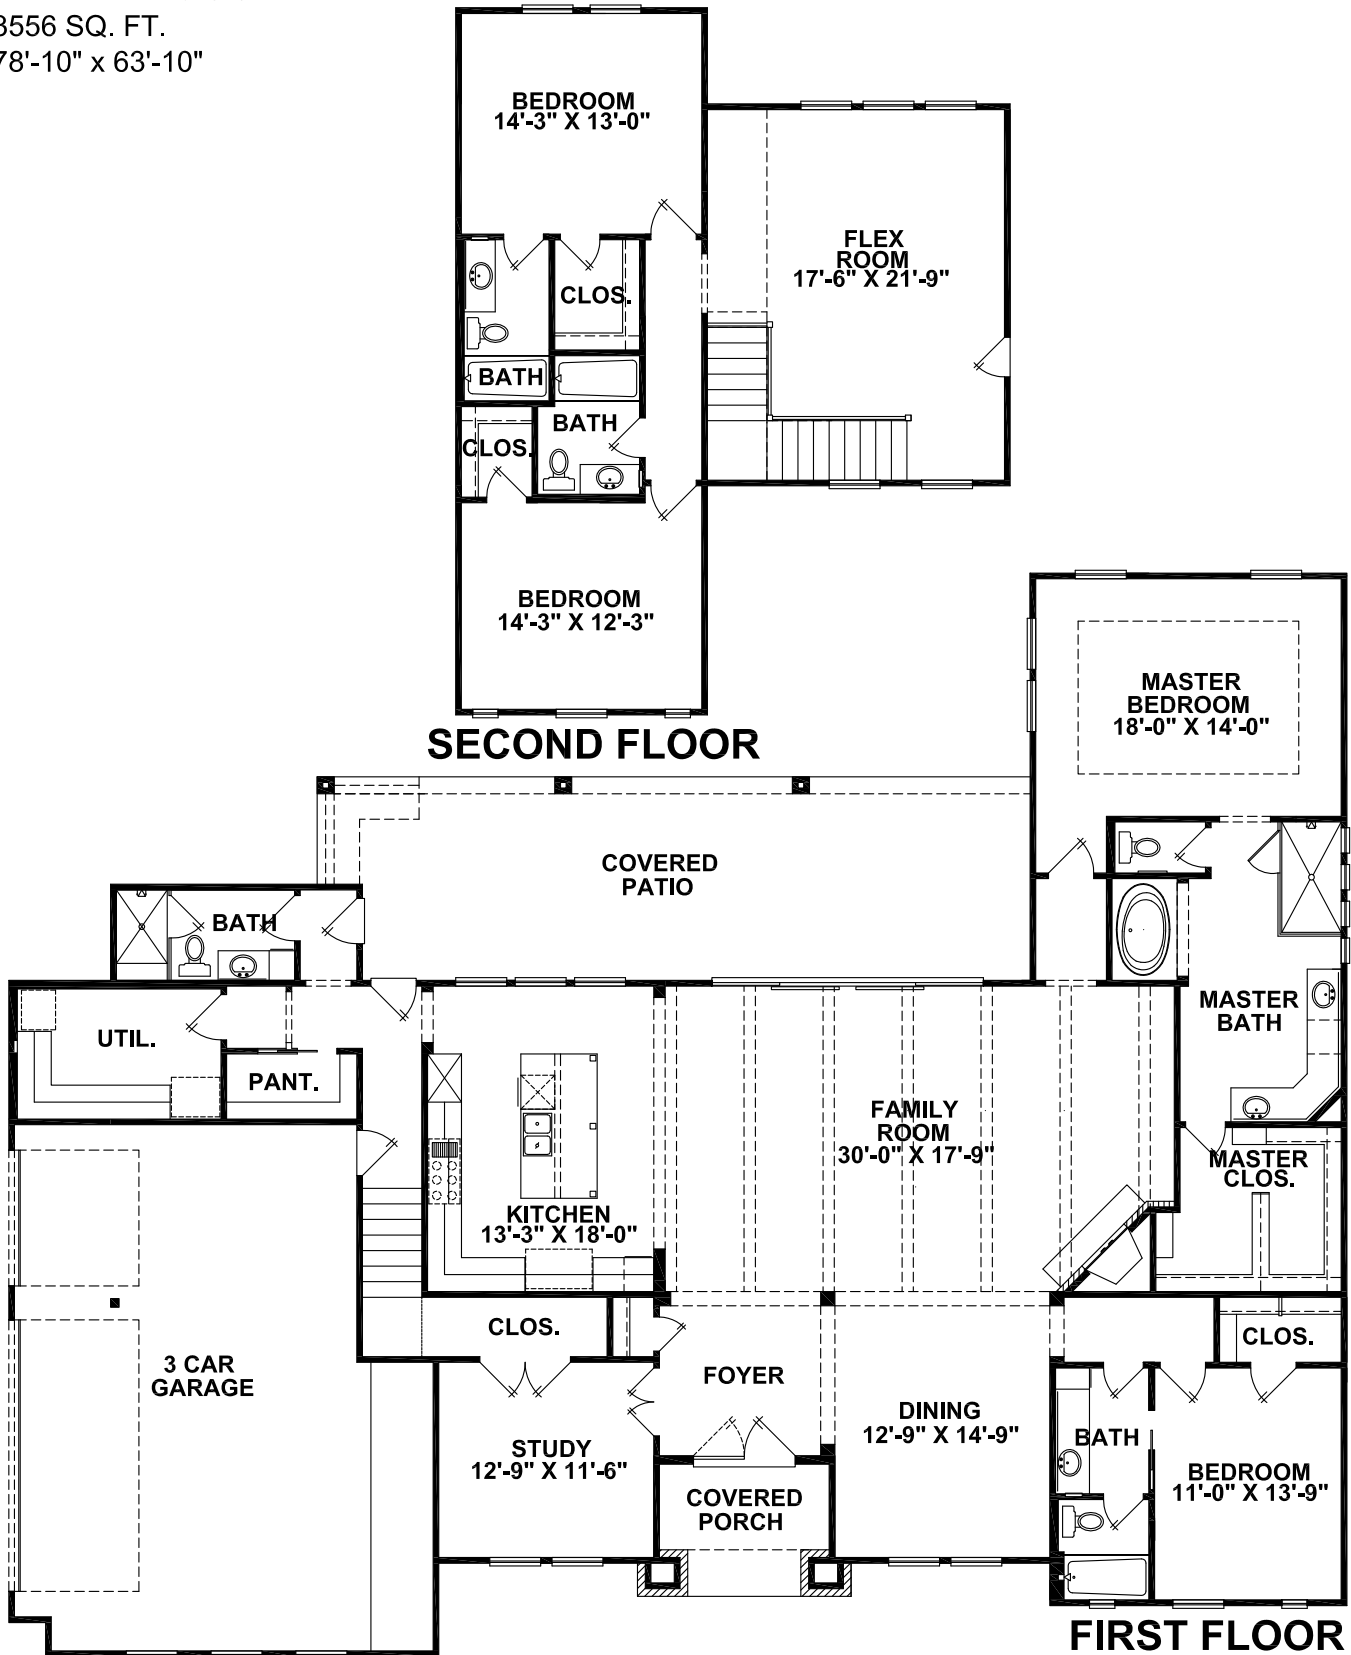 3556 SQ. FT.
78'-10" x 63'-10"
BEDROOM
14'-3" X 13'-0"
FLEX
ROOM
17'-6" X 21'-9"
CLOS.
BATH
BATH
CLOS.
BEDROOM
14'-3" X 12'-3"
SECOND FLOOR
MASTER
BEDROOM
18'-0" X 14'-0"
COVERED
PATIO
BATH
UTIL.
PANT.
MASTER
BATH
FAMILY
ROOM
30'-0" X 17'-9"
MASTER
CLOS.
KITCHEN
13'-3" X 18'-0"
CLOS.
CLOS.
3 CAR
GARAGE
FOYER
DINING
12'-9" X 14'-9"
BATH
STUDY
12'-9" X 11'-6"
BEDROOM
11'-0" X 13'-9"
COVERED
PORCH
FIRST FLOOR